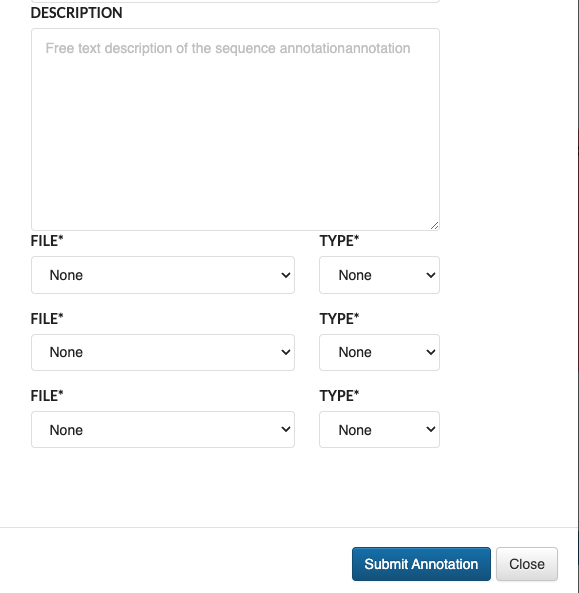 DESCRIPTION
Free text description of the sequence annotationannotation
FILE* TYPE*
None None
FILE* TYPE*
None None
FILE* TYPE*
None None
Submit Annotation Close